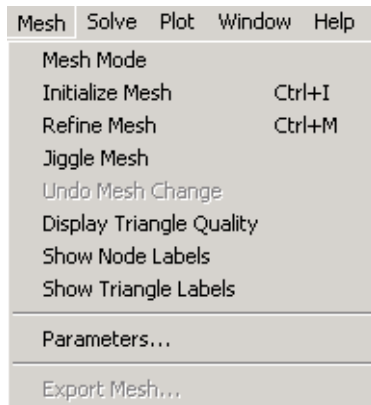 Mesh Solve Plot Window Help
Mesh Mode
Initialize Mesh Ctrl+I
Refine Mesh Ctrl+M
Jiggle Mesh
Undo Mesh Change
Display Triangle Quality
Show Node Labels
Show Triangle Labels
Parameters...
Export Mesh...